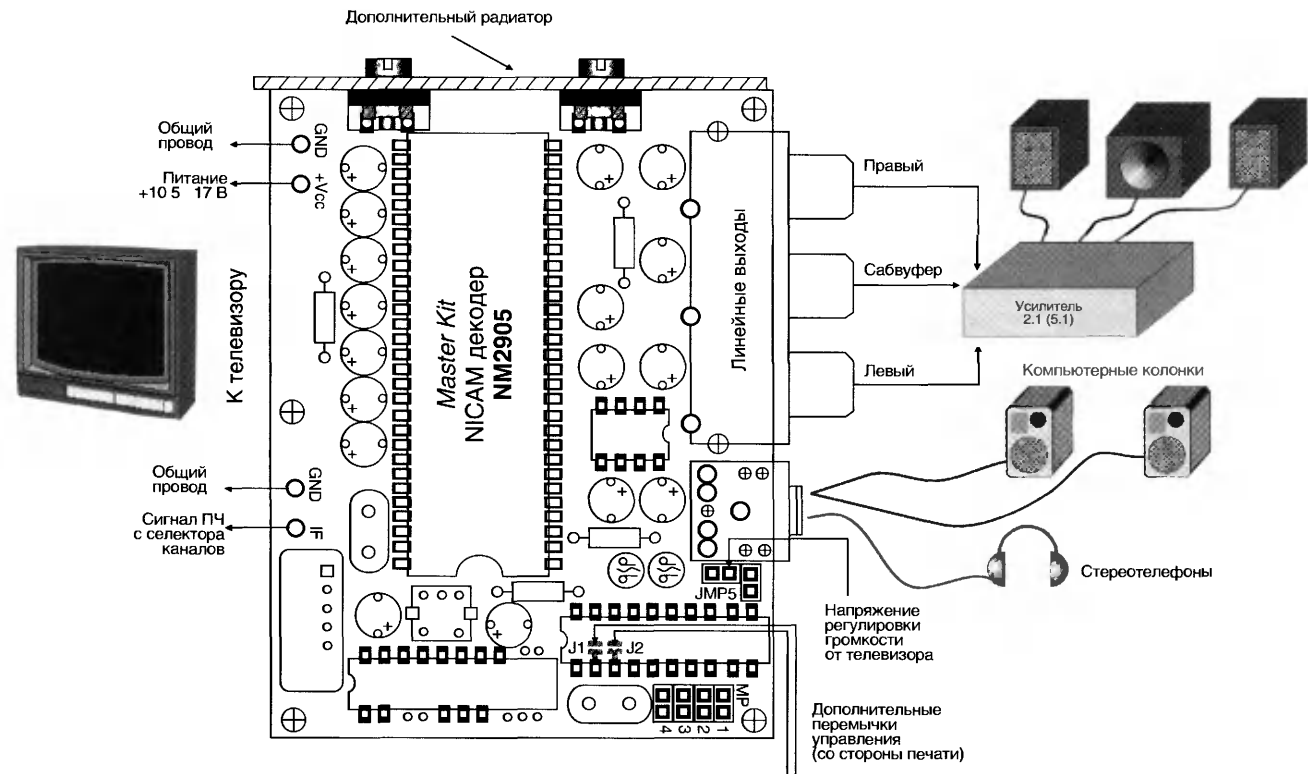 Дополнительный радиатор
Общий
провод
GND
Питание
+10 5 17 В
+Vcc
К телевизору
Общий
провод
GND
Сигнал ПЧ
с селектора
каналов
IF
Master Kit
NICAM декодер
NM2905
Линейные выходы
Правый
Сабвуфер
Левый
Усилитель
2.1 (5.1)
Компьютерные колонки
Стереотелефоны
JMP5
Напряжение
регулировки
громкости
от телевизора
J1
J2
MP
4
3
2
1
Дополнительные
перемычки
управления
(со стороны печати)